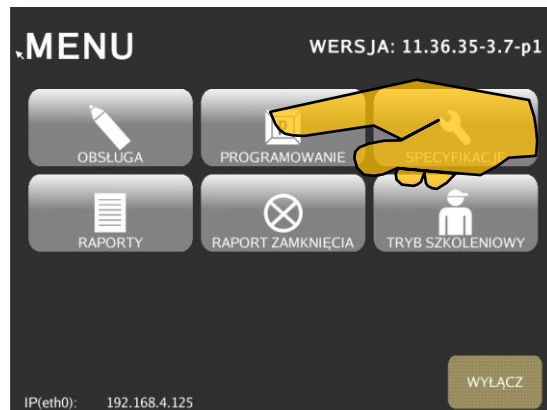 MENU
WERSJA: 11.36.35-3.7-p1
OBSŁUGA
PROGRAMOWANIE
SPECYFIKACJE
RAPORTY
RAPORT ZAMKNIĘCIA
TRYB SZKOLENIOWY
WYŁĄCZ
IP(eth0): 192.168.4.125